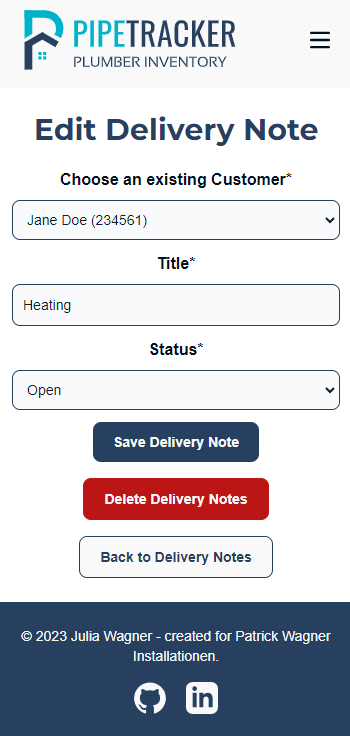 PIPETRACKER
PLUMBER INVENTORY
Edit Delivery Note
Choose an existing Customer*
Jane Doe (234561)
Title*
Heating
Status*
Open
Save Delivery Note
Delete Delivery Notes
Back to Delivery Notes
© 2023 Julia Wagner - created for Patrick Wagner
Installationen.
in